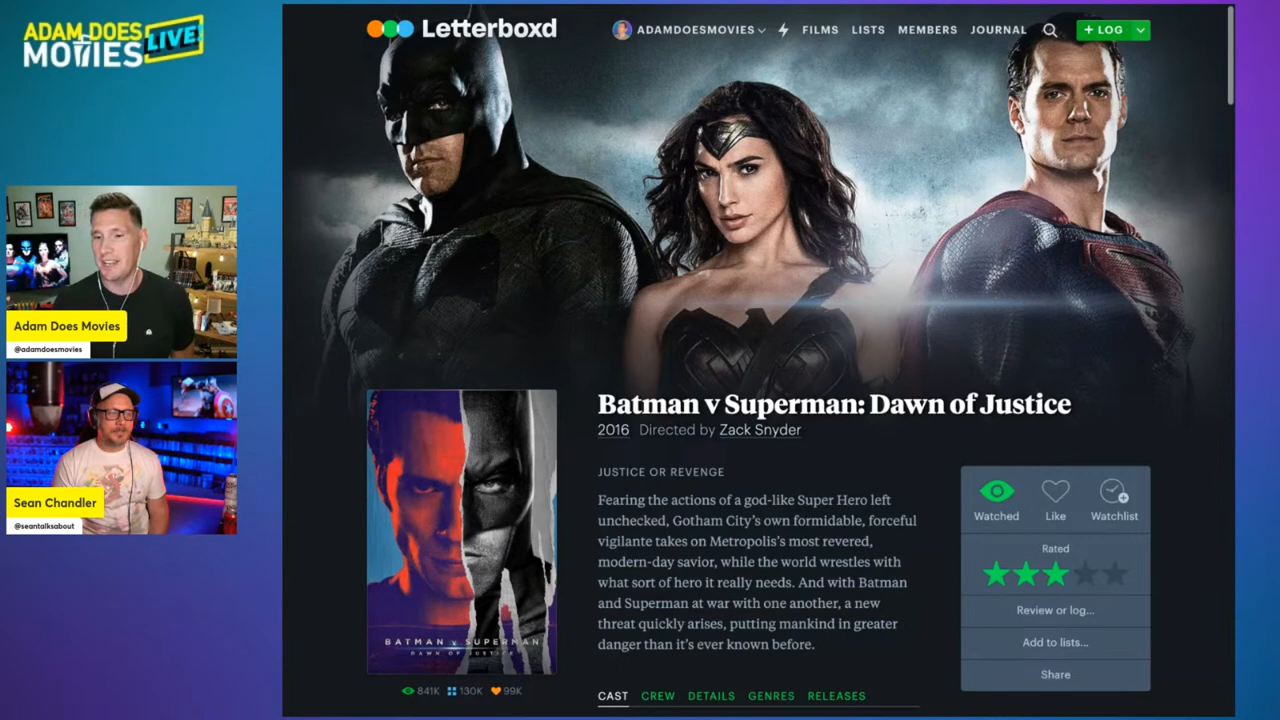 ADAM DOES
MOVIES LIVE!
Letterboxd
ADAMDOESMOVIES FILMS LISTS MEMBERS JOURNAL + LOG
Adam Does Movies
@adamdoesmovies
Sean Chandler
@seantalksabout
BATMAN v SUPERMAN
DAWN OF JUSTICE
841K 130K 99K
Batman v Superman: Dawn of Justice
2016 Directed by Zack Snyder
JUSTICE OR REVENGE
Fearing the actions of a god-like Super Hero left
unchecked, Gotham City’s own formidable, forceful
vigilante takes on Metropolis’s most revered,
modern-day savior, while the world wrestles with
what sort of hero it really needs. And with Batman
and Superman at war with one another, a new
threat quickly arises, putting mankind in greater
danger than it’s ever known before.
CAST CREW DETAILS GENRES RELEASES
Watched Like Watchlist
Rated
Review or log...
Add to lists...
Share